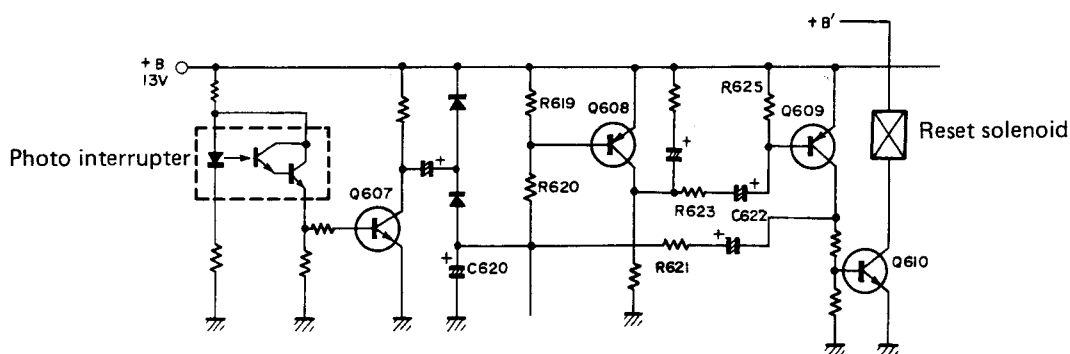 +B'
+B
13V
R619
Q608
R625
Q609
Photo interrupter
Reset solenoid
+
Q607
+
R620
+
R623
C622
+
C620
+
R621
Q610